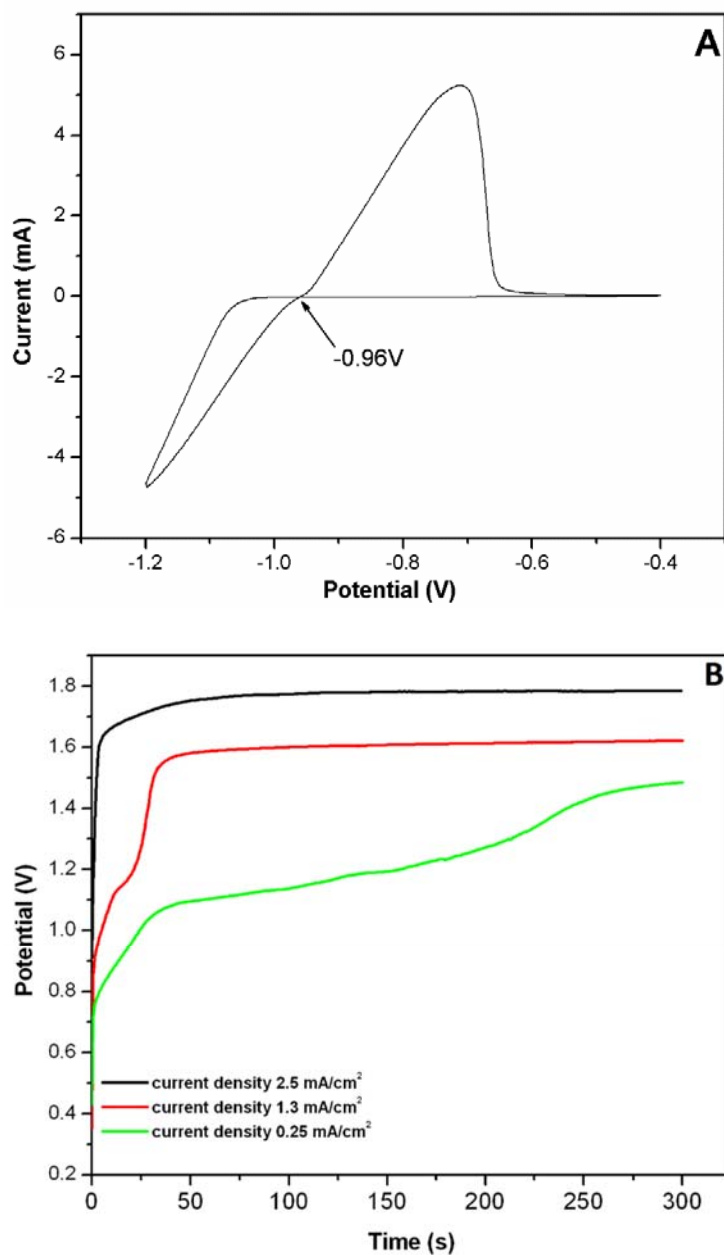 A
6
4
2
0
-2
-4
-6
Current (mA)
-0.96V
-1.2 -1.0 -0.8 -0.6 -0.4
Potential (V)
B
1.8
1.6
1.4
1.2
1.0
0.8
0.6
0.4
0.2
Potential (V)
current density 2.5 mA/cm²
current density 1.3 mA/cm²
current density 0.25 mA/cm²
0 50 100 150 200 250 300
Time (s)